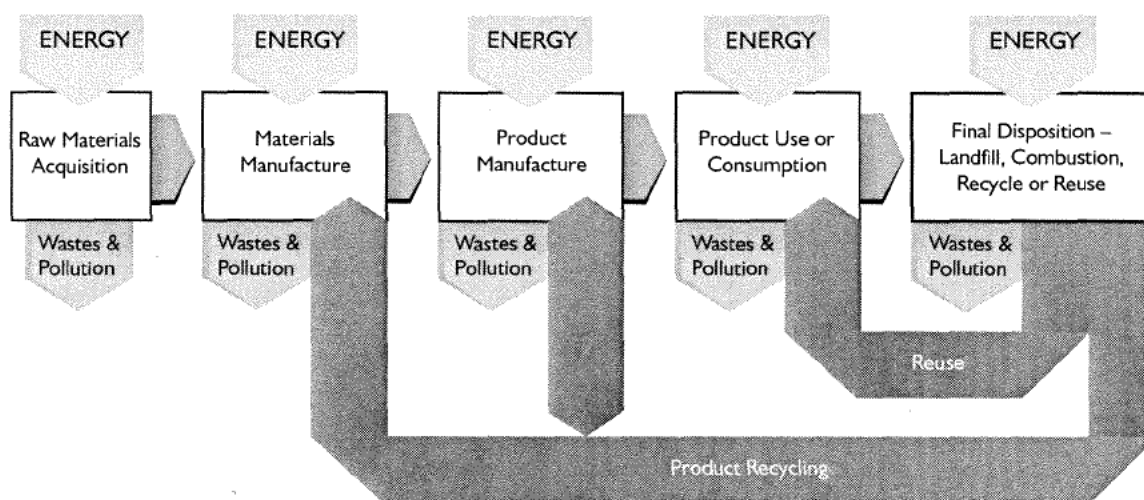 ENERGY
ENERGY
ENERGY
ENERGY
ENERGY
Raw Materials
Acquisition
Materials
Manufacture
Product
Manufacture
Product Use or
Consumption
Final Disposition –
Landfill, Combustion,
Recycle or Reuse
Wastes &
Pollution
Wastes &
Pollution
Wastes &
Pollution
Wastes &
Pollution
Wastes &
Pollution
Reuse
Product Recycling